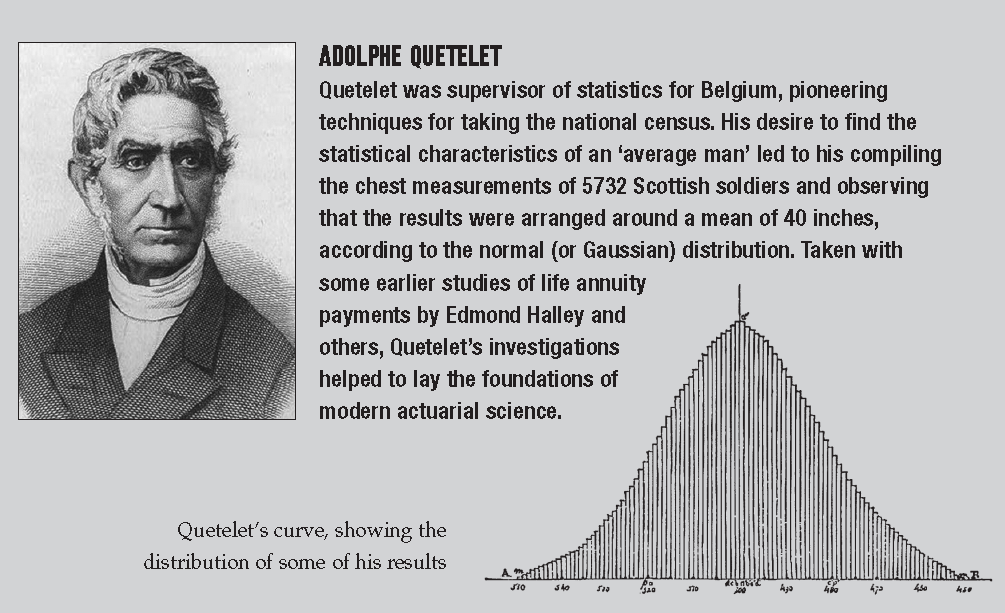 ADOLPHE QUETELET
Quetelet was supervisor of statistics for Belgium, pioneering
techniques for taking the national census. His desire to find the
statistical characteristics of an ‘average man’ led to his compiling
the chest measurements of 5732 Scottish soldiers and observing
that the results were arranged around a mean of 40 inches,
according to the normal (or Gaussian) distribution. Taken with
some earlier studies of life annuity
payments by Edmond Halley and
others, Quetelet’s investigations
helped to lay the foundations of
modern actuarial science.
Quetelet’s curve, showing the
distribution of some of his results
A B